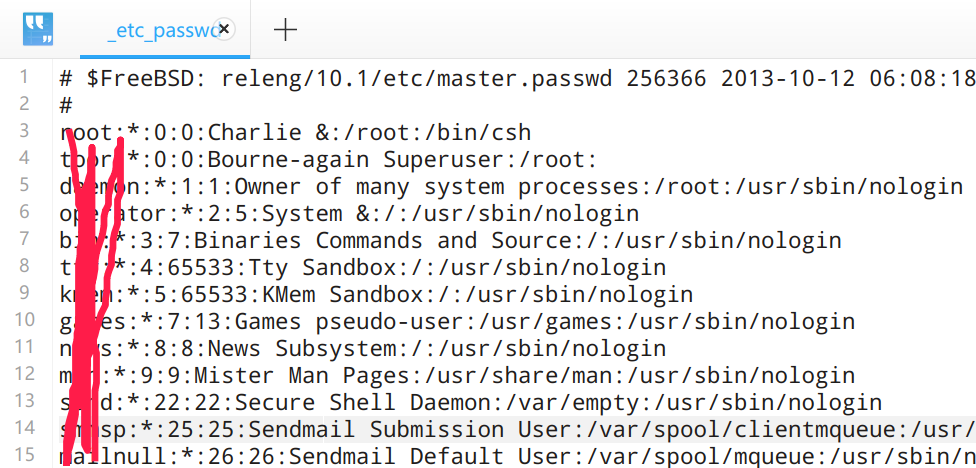 _etc_passwd
1 # $FreeBSD: releng/10.1/etc/master.passwd 256366 2013-10-12 06:08:18
2 #
3 root:*:0:0:Charlie &:/root:/bin/csh
4 toor:*:0:0:Bourne-again Superuser:/root:
5 daemon:*:1:1:Owner of many system processes:/root:/usr/sbin/nologin
6 operator:*:2:5:System &:/:/usr/sbin/nologin
7 bin:*:3:7:Binaries Commands and Source:/:/usr/sbin/nologin
8 tty:*:4:65533:Tty Sandbox:/:/usr/sbin/nologin
9 kmem:*:5:65533:KMem Sandbox:/:/usr/sbin/nologin
10 games:*:7:13:Games pseudo-user:/usr/games:/usr/sbin/nologin
11 news:*:8:8:News Subsystem:/:/usr/sbin/nologin
12 man:*:9:9:Mister Man Pages:/usr/share/man:/usr/sbin/nologin
13 sshd:*:22:22:Secure Shell Daemon:/var/empty:/usr/sbin/nologin
14 smmsp:*:25:25:Sendmail Submission User:/var/spool/clientmqueue:/usr/
15 mailnull:*:26:26:Sendmail Default User:/var/spool/mqueue:/usr/sbin/n